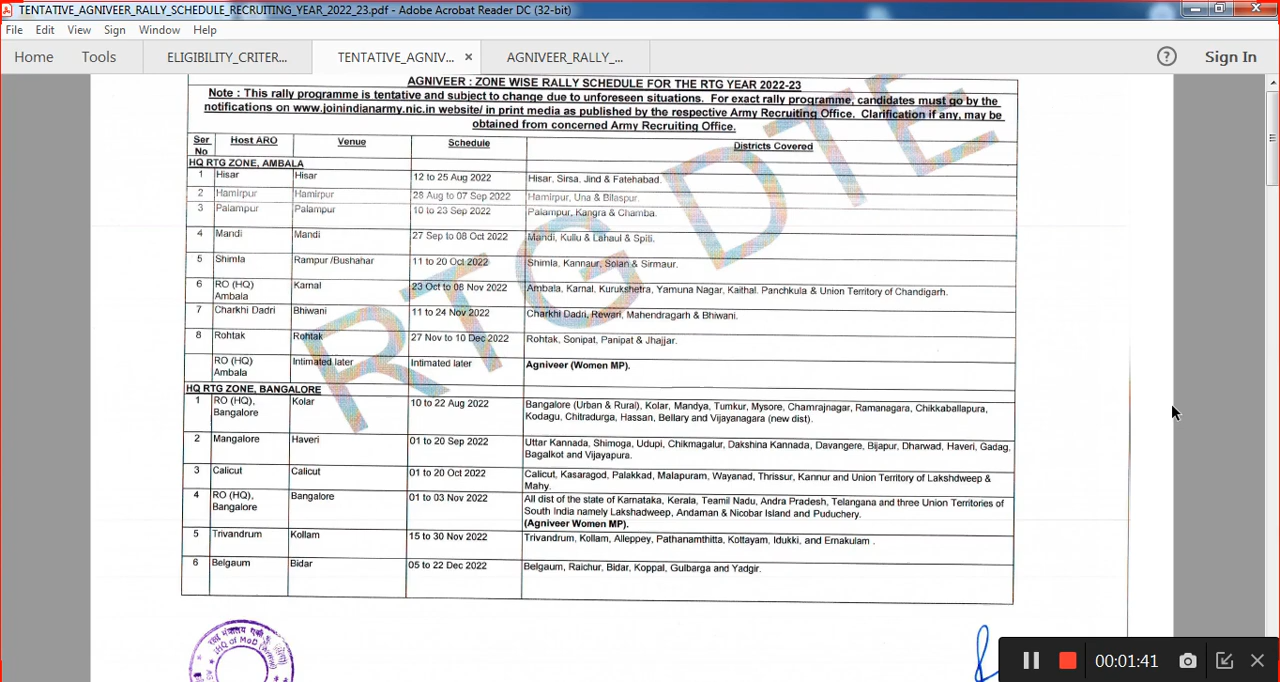 TENTATIVE_AGNIVEER_RALLY_SCHEDULE_RECRUITING_YEAR_2022_23.pdf - Adobe Acrobat Reader DC (32-bit)
File Edit View Sign Window Help
Home Tools ELIGIBILITY_CRITER... TENTATIVE_AGNIV... × AGNIVEER_RALLY_... ? Sign In
AGNIVEER : ZONE WISE RALLY SCHEDULE FOR THE RTG YEAR 2022-23
Note : This rally programme is tentative and subject to change due to unforeseen situations. For exact rally programme, candidates must go by the
notifications on www.joinindianarmy.nic.in website/ in print media as published by the respective Army Recruiting Office. Clarification if any, may be
obtained from concerned Army Recruiting Office.
Ser No Host ARO Venue Schedule Districts Covered
HQ RTG ZONE, AMBALA
1 Hisar Hisar 12 to 25 Aug 2022 Hisar, Sirsa, Jind & Fatehabad.
2 Hamirpur Hamirpur 28 Aug to 07 Sep 2022 Hamirpur, Una & Bilaspur.
3 Palampur Palampur 10 to 23 Sep 2022 Palampur, Kangra & Chamba.
4 Mandi Mandi 27 Sep to 08 Oct 2022 Mandi, Kullu & Lahaul & Spiti.
5 Shimla Rampur /Bushahar 11 to 20 Oct 2022 Shimla, Kannaur, Solan & Sirmaur.
6 RO (HQ) Karnal 23 Oct to 08 Nov 2022 Ambala, Karnal, Kurukshetra, Yamuna Nagar, Kaithal. Panchkula & Union Territory of Chandigarh.
Ambala
7 Charkhi Dadri Bhiwani 11 to 24 Nov 2022 Charkhi Dadri, Rewari, Mahendragarh & Bhiwani.
8 Rohtak Rohtak 27 Nov to 10 Dec 2022 Rohtak, Sonipat, Panipat & Jhajjar.
RO (HQ) Intimated later Intimated later Agniveer (Women MP).
Ambala
HQ RTG ZONE, BANGALORE
1 RO (HQ), Kolar 10 to 22 Aug 2022 Bangalore (Urban & Rural), Kolar, Mandya, Tumkur, Mysore, Chamrajnagar, Ramanagara, Chikkaballapura,
Bangalore Kodagu, Chitradurga, Hassan, Bellary and Vijayanagara (new dist).
2 Mangalore Haveri 01 to 20 Sep 2022 Uttar Kannada, Shimoga, Udupi, Chikmagalur, Dakshina Kannada, Davangere, Bijapur, Dharwad, Haveri, Gadag,
Bagalkot and Vijayapura.
3 Calicut Calicut 01 to 20 Oct 2022 Calicut, Kasaragod, Palakkad, Malapuram, Wayanad, Thrissur, Kannur and Union Territory of Lakshdweep &
Mahy.
4 RO (HQ), Bangalore 01 to 03 Nov 2022 All dist of the state of Karnataka, Kerala, Teamil Nadu, Andra Pradesh, Telangana and three Union Territories of
Bangalore South India namely Lakshadweep, Andaman & Nicobar Island and Puduchery.
(Agniveer Women MP).
5 Trivandrum Kollam 15 to 30 Nov 2022 Trivandrum, Kollam, Alleppey, Pathanamthitta, Kottayam, Idukki, and Ernakulam .
6 Belgaum Bidar 05 to 22 Dec 2022 Belgaum, Raichur, Bidar, Koppal, Gulbarga and Yadgir.
RTG DTE
IHQ of MoD (Army)
00:01:41